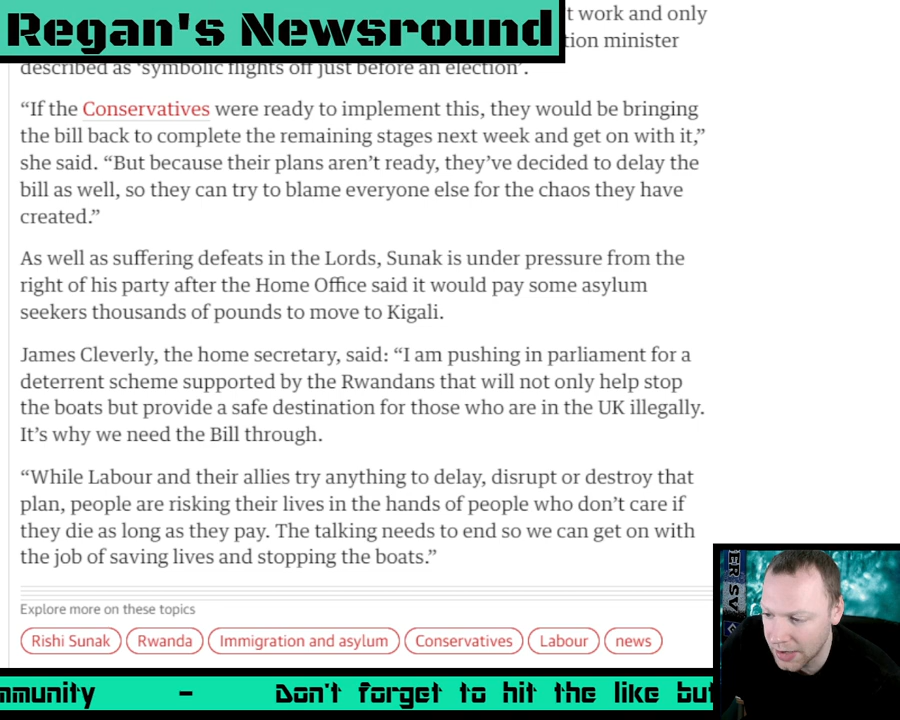 Regan's Newsround
t work and only
tion minister
described as ‘symbolic flights off just before an election’.
“If the Conservatives were ready to implement this, they would be bringing
the bill back to complete the remaining stages next week and get on with it,”
she said. “But because their plans aren’t ready, they’ve decided to delay the
bill as well, so they can try to blame everyone else for the chaos they have
created.”
As well as suffering defeats in the Lords, Sunak is under pressure from the
right of his party after the Home Office said it would pay some asylum
seekers thousands of pounds to move to Kigali.
James Cleverly, the home secretary, said: “I am pushing in parliament for a
deterrent scheme supported by the Rwandans that will not only help stop
the boats but provide a safe destination for those who are in the UK illegally.
It’s why we need the Bill through.
“While Labour and their allies try anything to delay, disrupt or destroy that
plan, people are risking their lives in the hands of people who don’t care if
they die as long as they pay. The talking needs to end so we can get on with
the job of saving lives and stopping the boats.”
Explore more on these topics
Rishi Sunak Rwanda Immigration and asylum Conservatives Labour news
mmunity - Don't forget to hit the like but